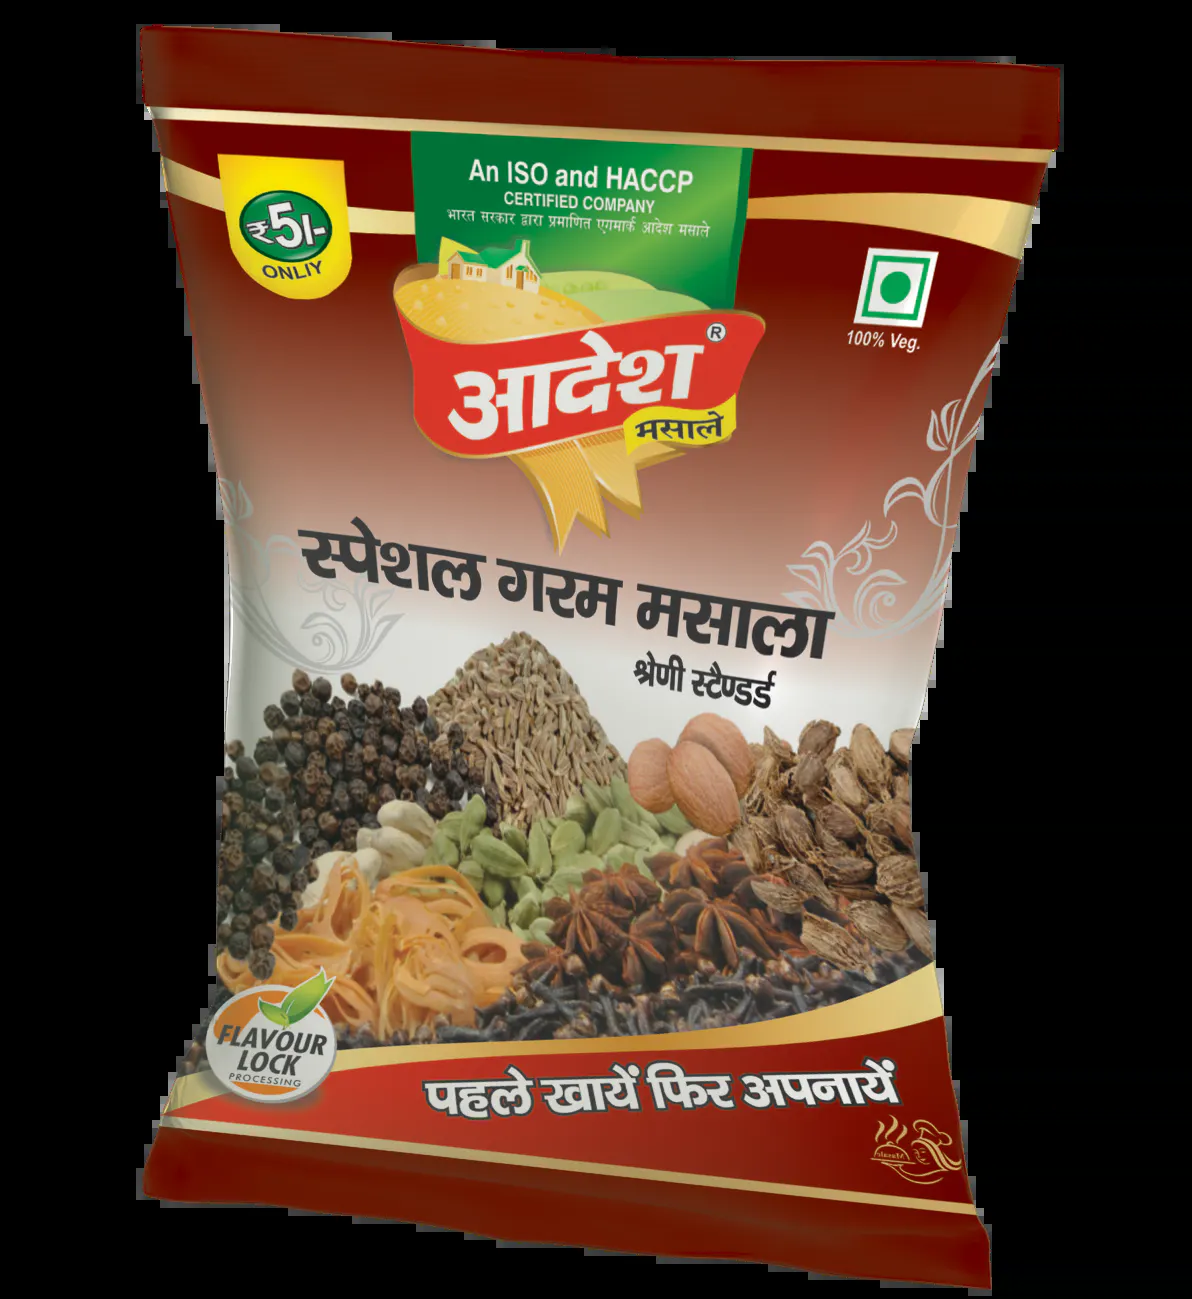 An ISO and HACCP
CERTIFIED COMPANY
भारत सरकार द्वारा प्रमाणित एगमार्क आदेश मसाले
₹5/-
ONLIY
100% Veg.
आदेश ®
मसाले
स्पेशल गरम मसाला
श्रेणी स्टैण्डर्ड
FLAVOUR
LOCK
PROCESSING
पहले खायें फिर अपनायें